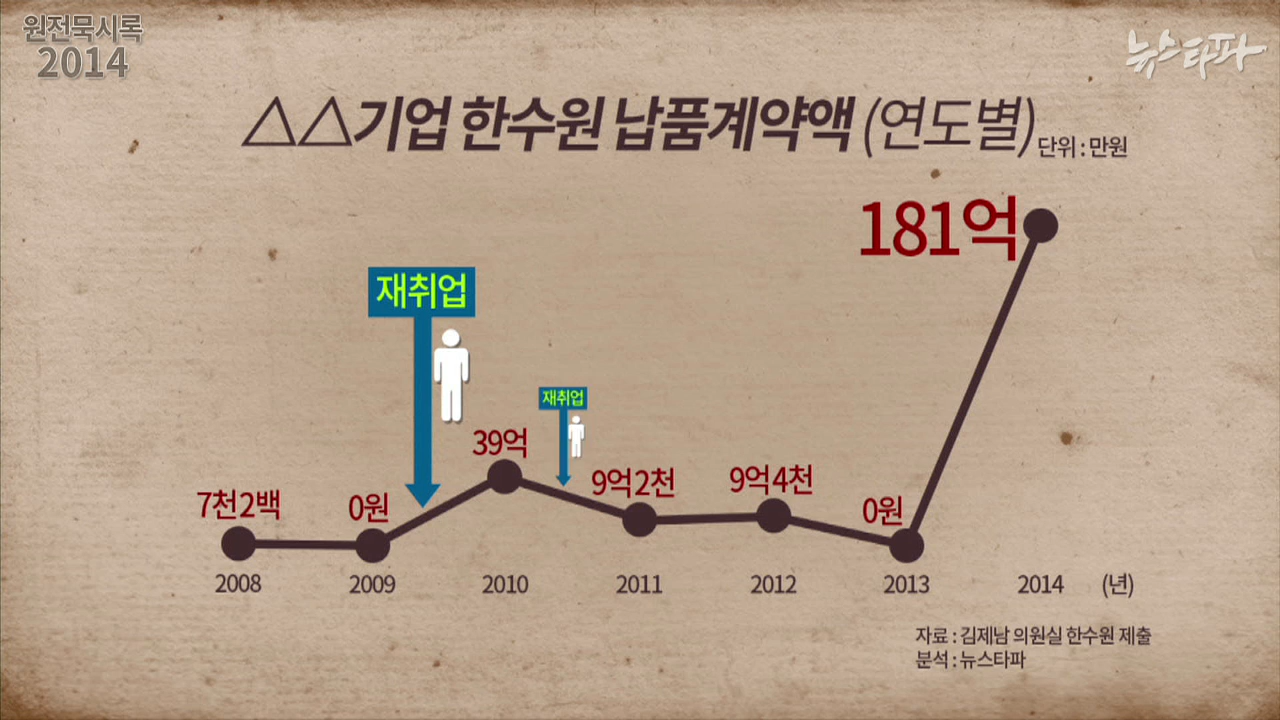 원전묵시록
2014
뉴스타파
△△기업 한수원 납품계약액 (연도별)
단위 : 만원
181억
재취업
재취업
39억
7천2백
0원
9억2천
9억4천
0원
2008 2009 2010 2011 2012 2013 2014 (년)
자료 : 김제남 의원실 한수원 제출
분석 : 뉴스타파